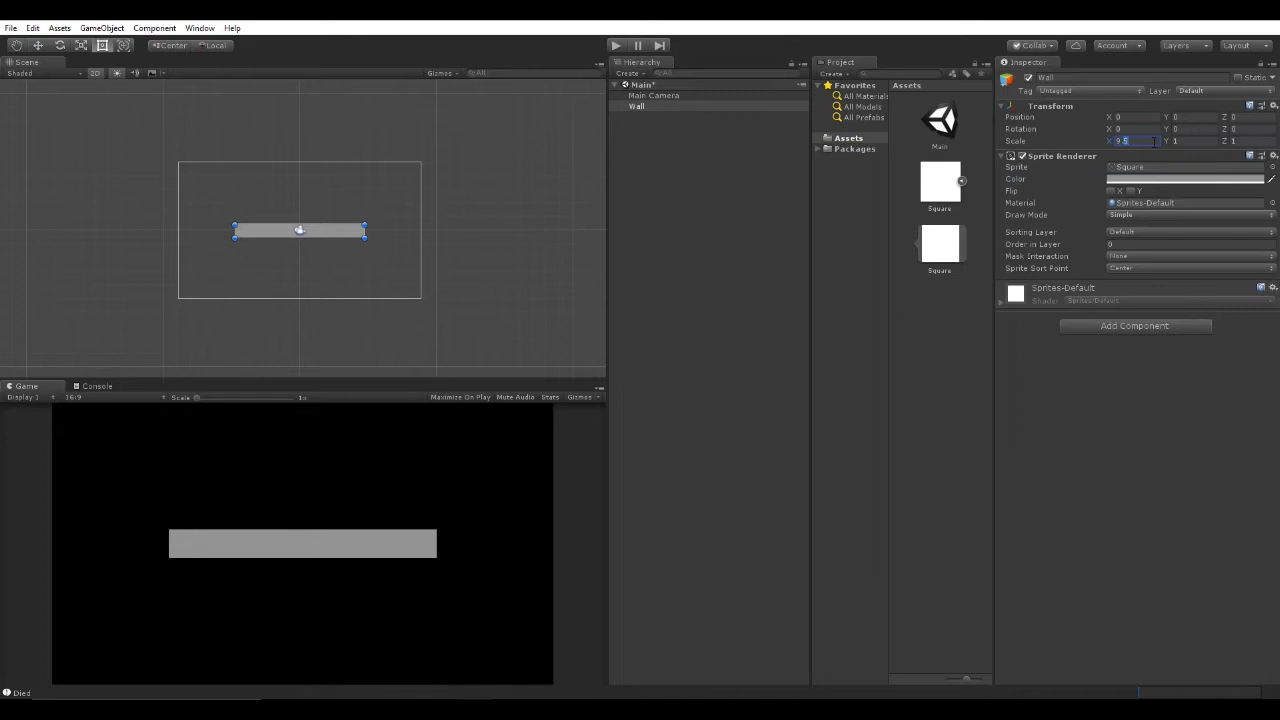 File Edit Assets GameObject Component Window Help
Center Local Collab Account Layers Layout
Scene
Shaded 2D Gizmos All
Hierarchy
Create All
Main*
Main Camera
Wall
Project
Create
Favorites
All Materials
All Models
All Prefabs
Assets
Packages
Assets
Main
Square
Square
Inspector
Wall Static
Tag Untagged Layer Default
Transform
Position X 0 Y 0 Z 0
Rotation X 0 Y 0 Z 0
Scale X 9.5 Y 1 Z 1
Sprite Renderer
Sprite Square
Color
Flip X Y
Material Sprites-Default
Draw Mode Simple
Sorting Layer Default
Order in Layer 0
Mask Interaction None
Sprite Sort Point Center
Sprites-Default
Shader Sprites/Default
Add Component
Game Console
Display 1 16:9 Scale 1x Maximize On Play Mute Audio Stats Gizmos
Died